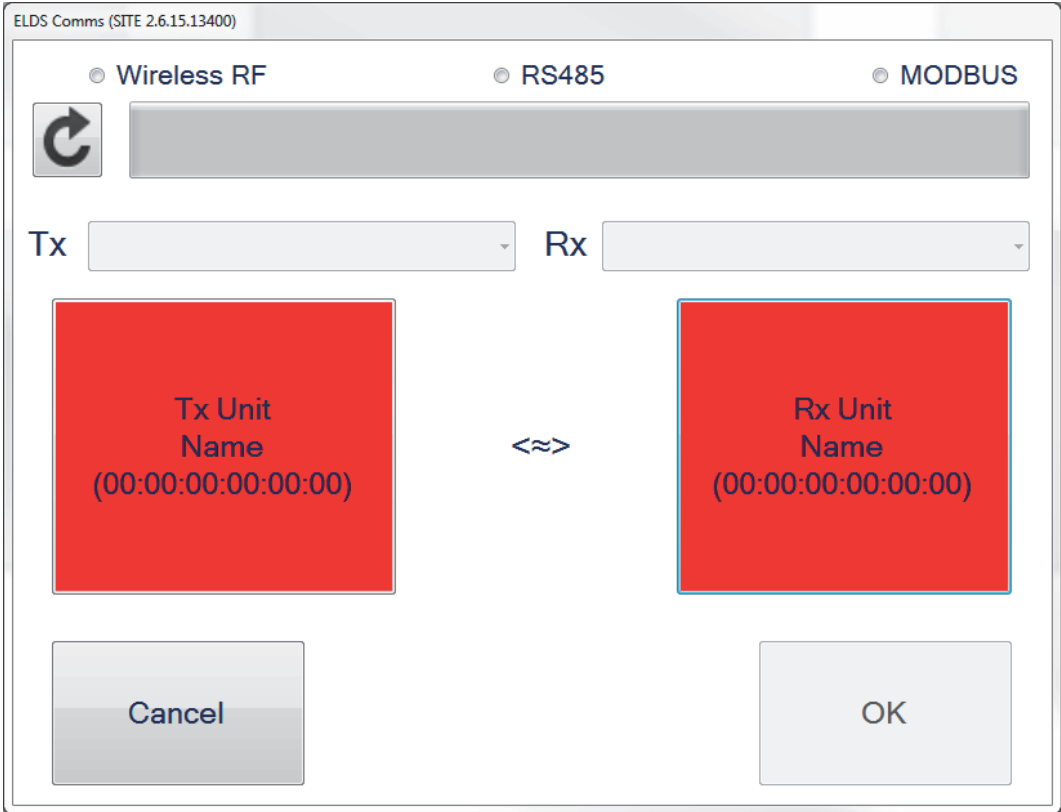 ELDS Comms (SITE 2.6.15.13400)
Wireless RF
RS485
MODBUS
Tx
Rx
Tx Unit
Name
(00:00:00:00:00:00)
<≈>
Rx Unit
Name
(00:00:00:00:00:00)
Cancel
OK